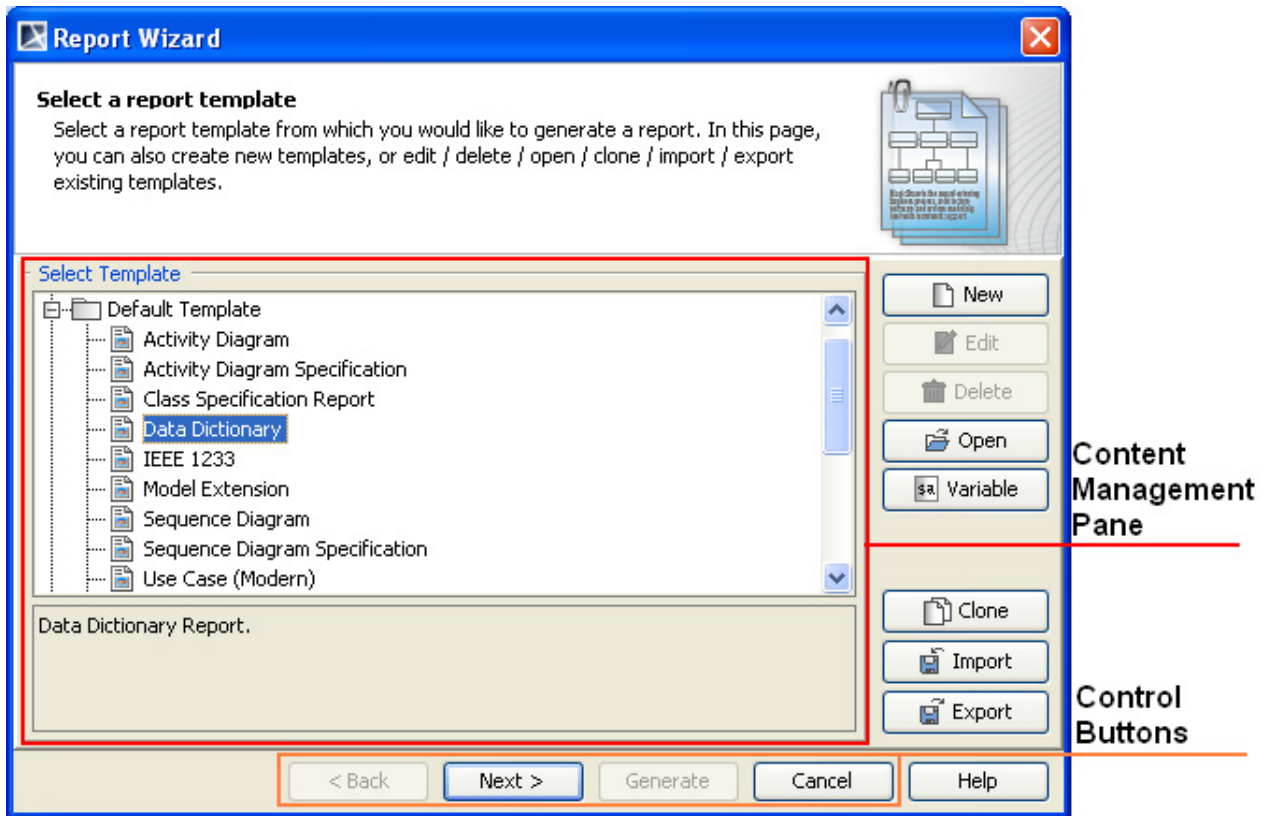 Report Wizard
Select a report template
Select a report template from which you would like to generate a report. In this page,
you can also create new templates, or edit / delete / open / clone / import / export
existing templates.
Select Template
Default Template
Activity Diagram
Activity Diagram Specification
Class Specification Report
Data Dictionary
IEEE 1233
Model Extension
Sequence Diagram
Sequence Diagram Specification
Use Case (Modern)
Data Dictionary Report.
New
Edit
Delete
Open
$a Variable
Clone
Import
Export
Content
Management
Pane
Control
Buttons
< Back
Next >
Generate
Cancel
Help